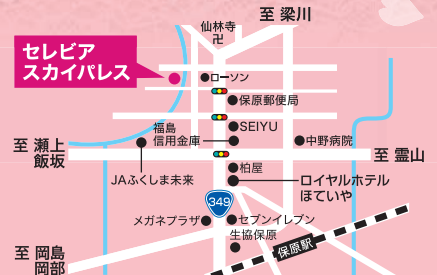 至 梁川
仙林寺
卍
セレビア
スカイパレス
ローソン
保原郵便局
SEIYU
福島
信用金庫
中野病院
至 瀬上
飯坂
至 霊山
JAふくしま未来
柏屋
ロイヤルホテル
ほていや
349
メガネプラザ
セブンイレブン
生協保原
保原駅
至 岡島
岡部